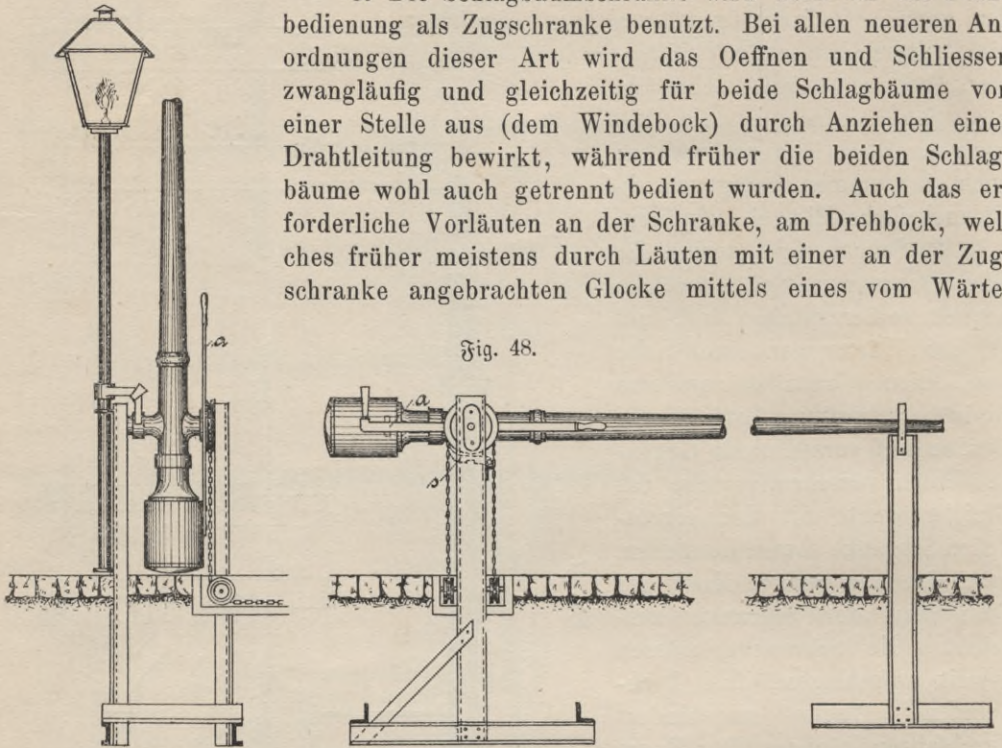 bedienung als Zugschranke benutzt. Bei allen neueren An
ordnungen dieser Art wird das Oeffnen und Schliessen
zwangläufig und gleichzeitig für beide Schlagbäume von
einer Stelle aus (dem Windebock) durch Anziehen eine
Drahtleitung bewirkt, während früher die beiden Schlag
bäume wohl auch getrennt bedient wurden. Auch das er
forderliche Vorläuten an der Schranke, am Drehbock, wel
ches früher meistens durch Läuten mit einer an der Zug
schranke angebrachten Glocke mittels eines vom Wärte
Fig. 48.
a
a
s